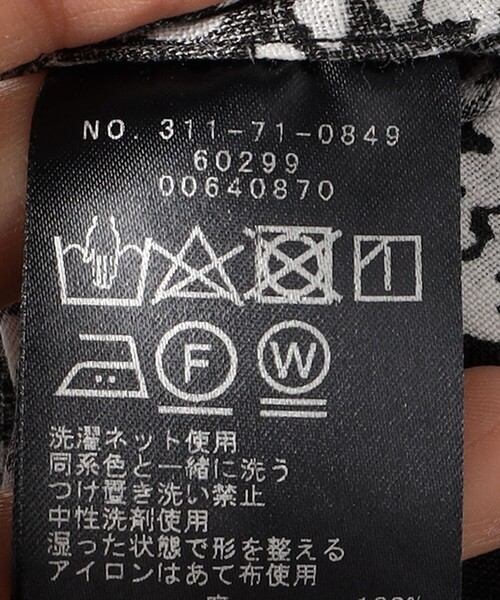 NO. 311-71-0849
60299
00640870
F W
洗濯ネット使用
同系色と一緒に洗う
つけ置き洗い禁止
中性洗剤使用
湿った状態で形を整える
アイロンはあて布使用